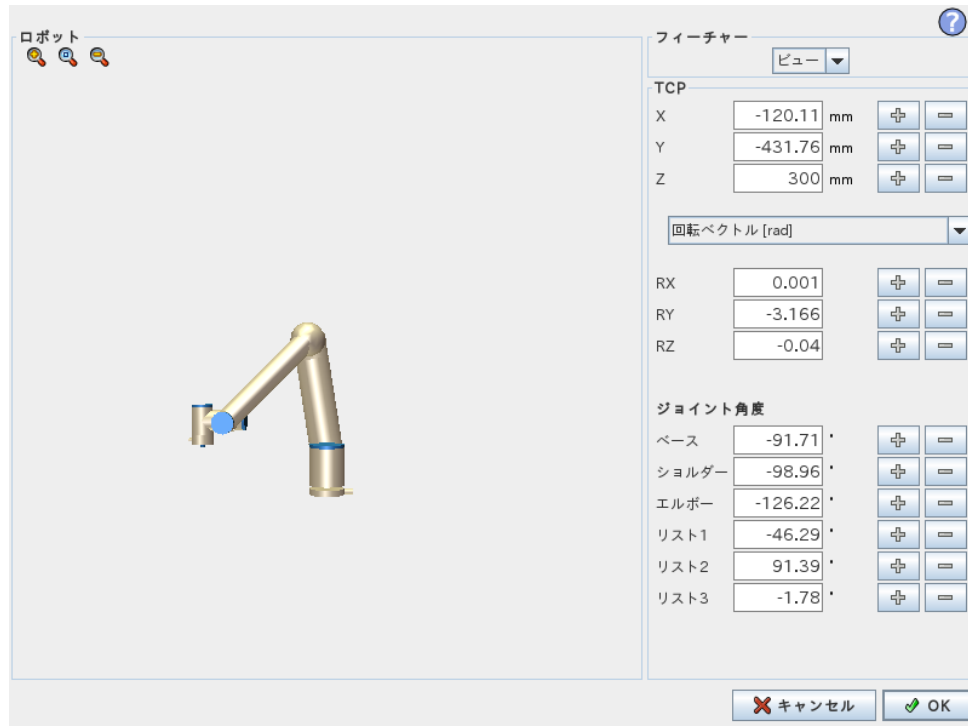 ロボット
フィーチャー
ビュー
TCP
X -120.11 mm
Y -431.76 mm
Z 300 mm
回転ベクトル [rad]
RX 0.001
RY -3.166
RZ -0.04
ジョイント角度
ベース -91.71 °
ショルダー -98.96 °
エルボー -126.22 °
リスト1 -46.29 °
リスト2 91.39 °
リスト3 -1.78 °
キャンセル OK